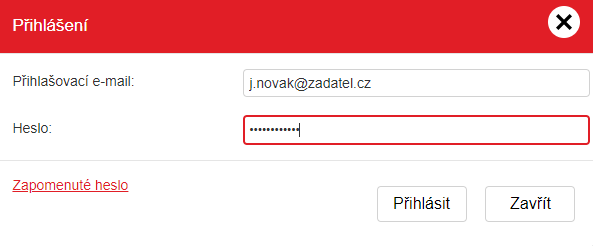 Přihlášení
Přihlašovací e-mail:
j.novak@zadatel.cz
Heslo:
••••••••••••
Zapomenuté heslo
Přihlásit
Zavřít